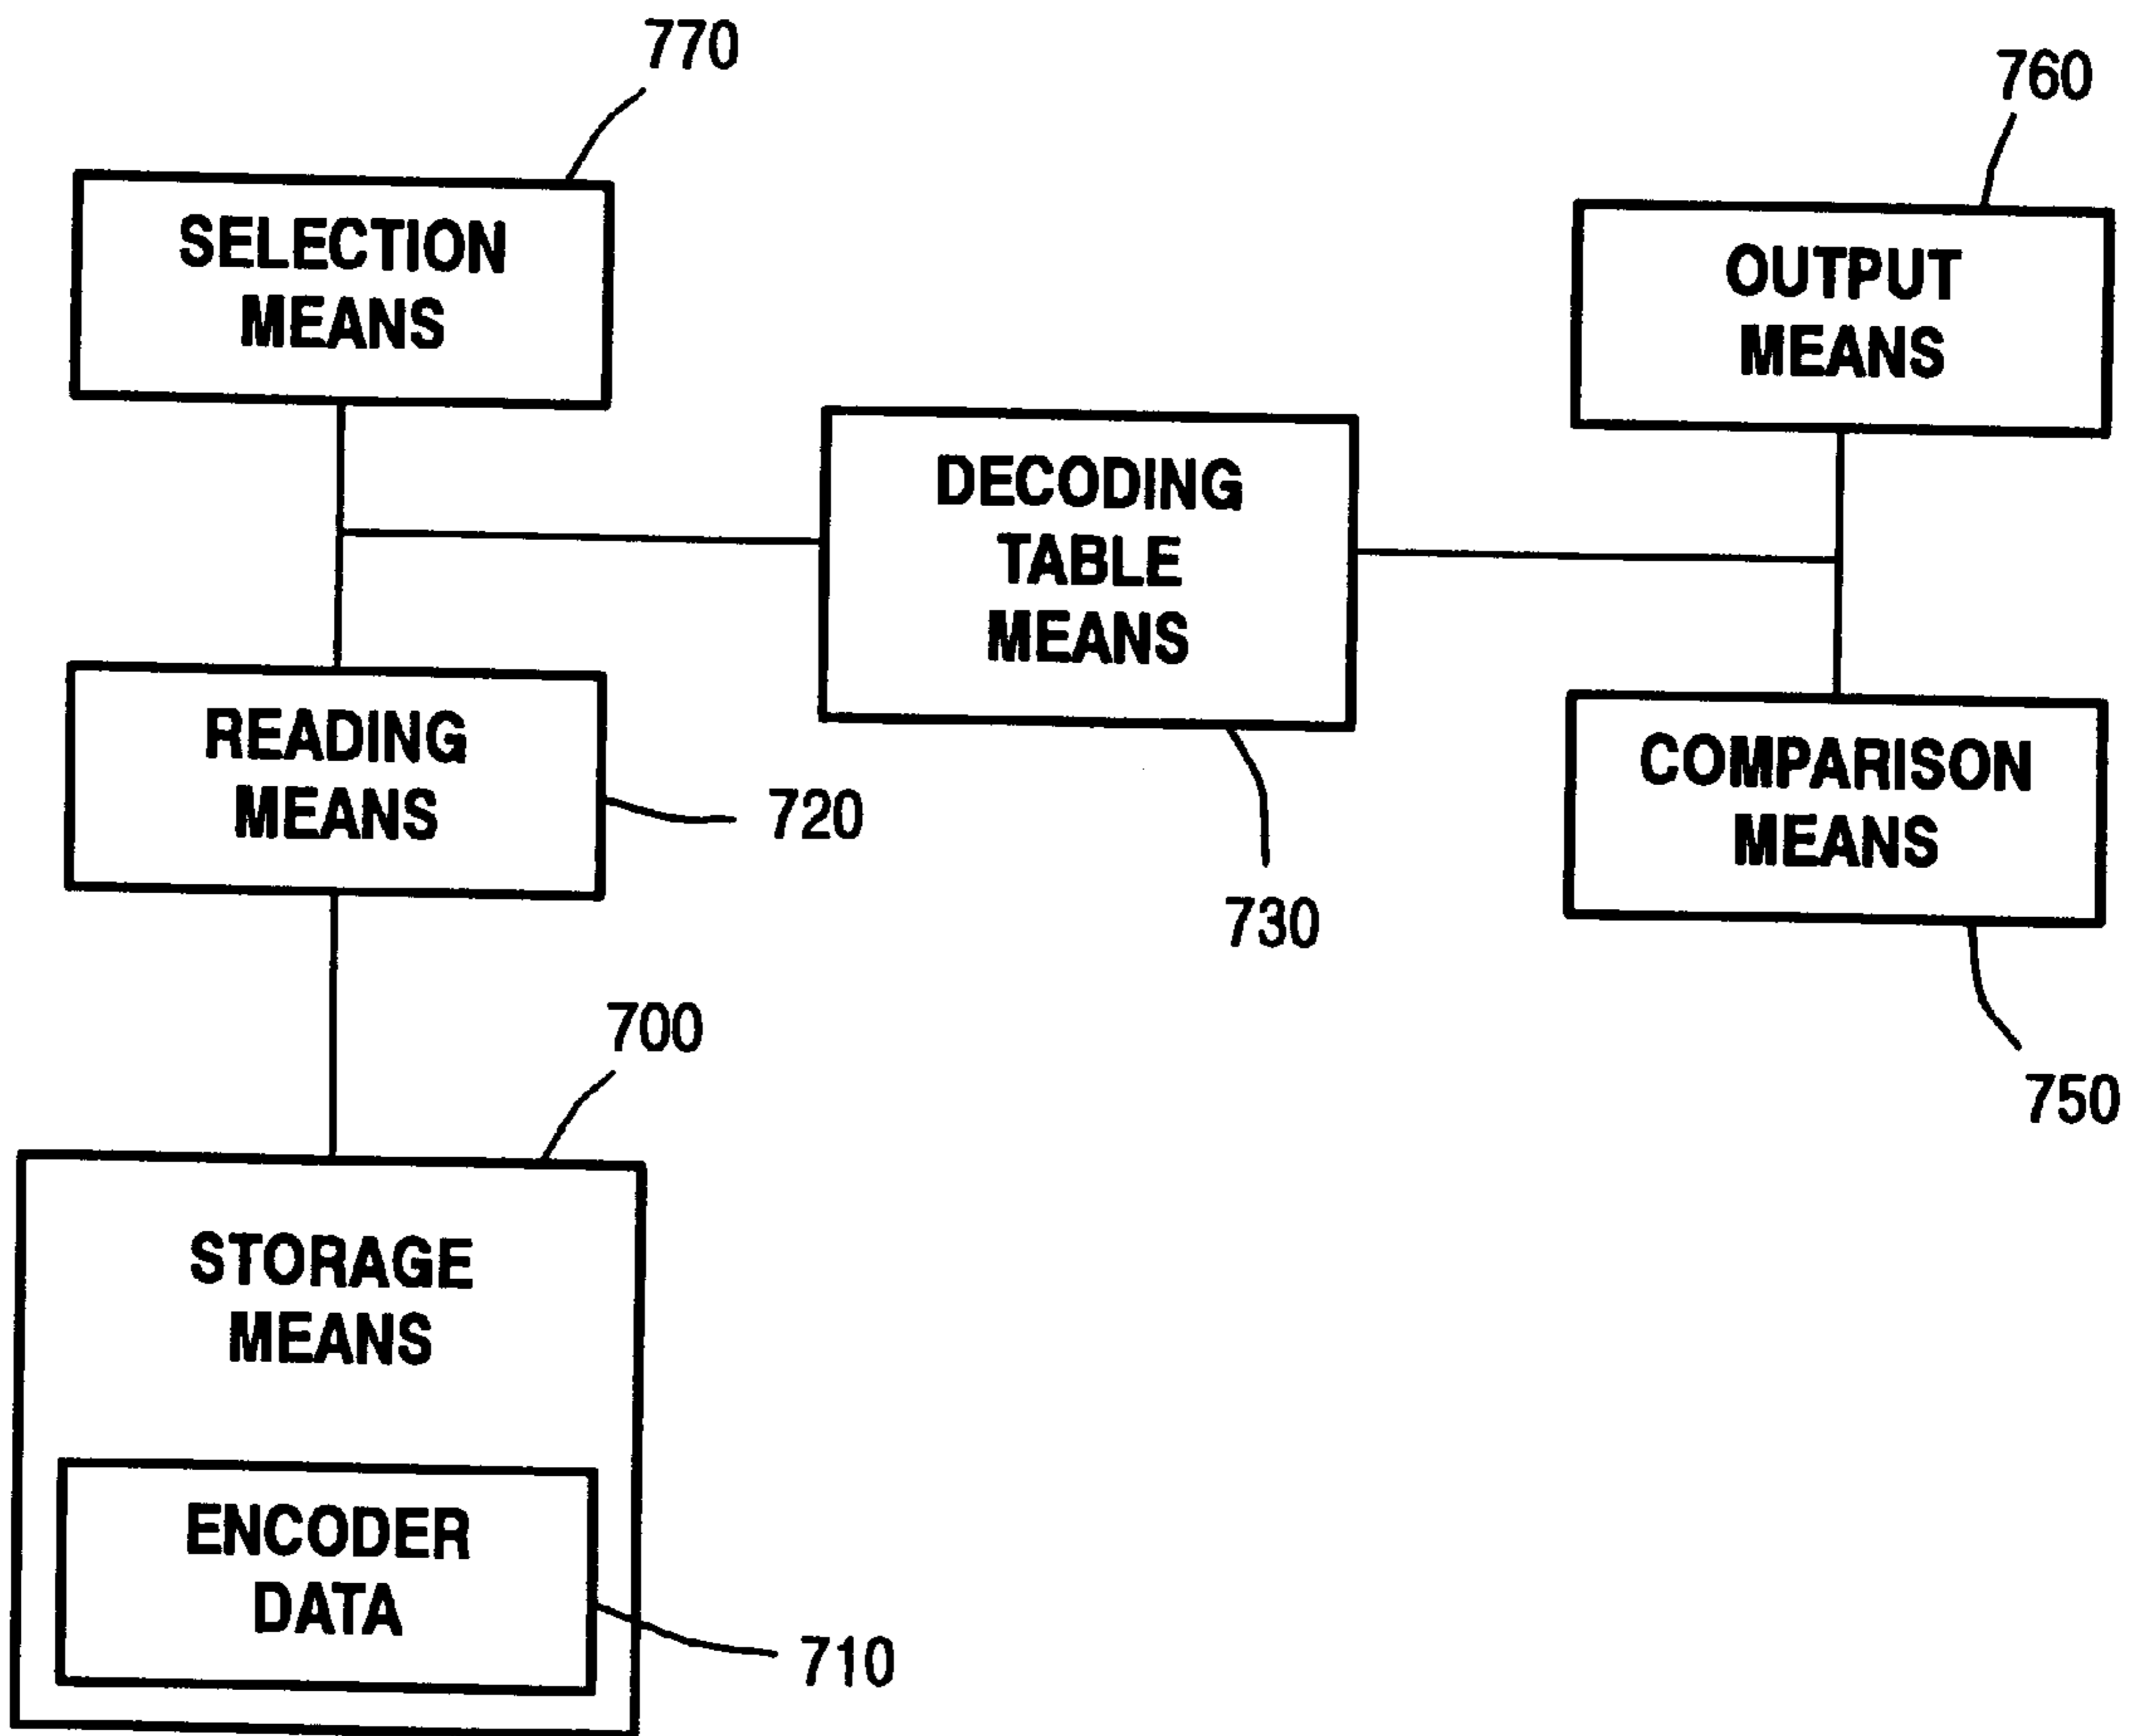 770
SELECTION
MEANS
760
OUTPUT
MEANS
DECODING
TABLE
MEANS
730
READING
MEANS
720
COMPARISON
MEANS
750
700
STORAGE
MEANS
ENCODER
DATA
710